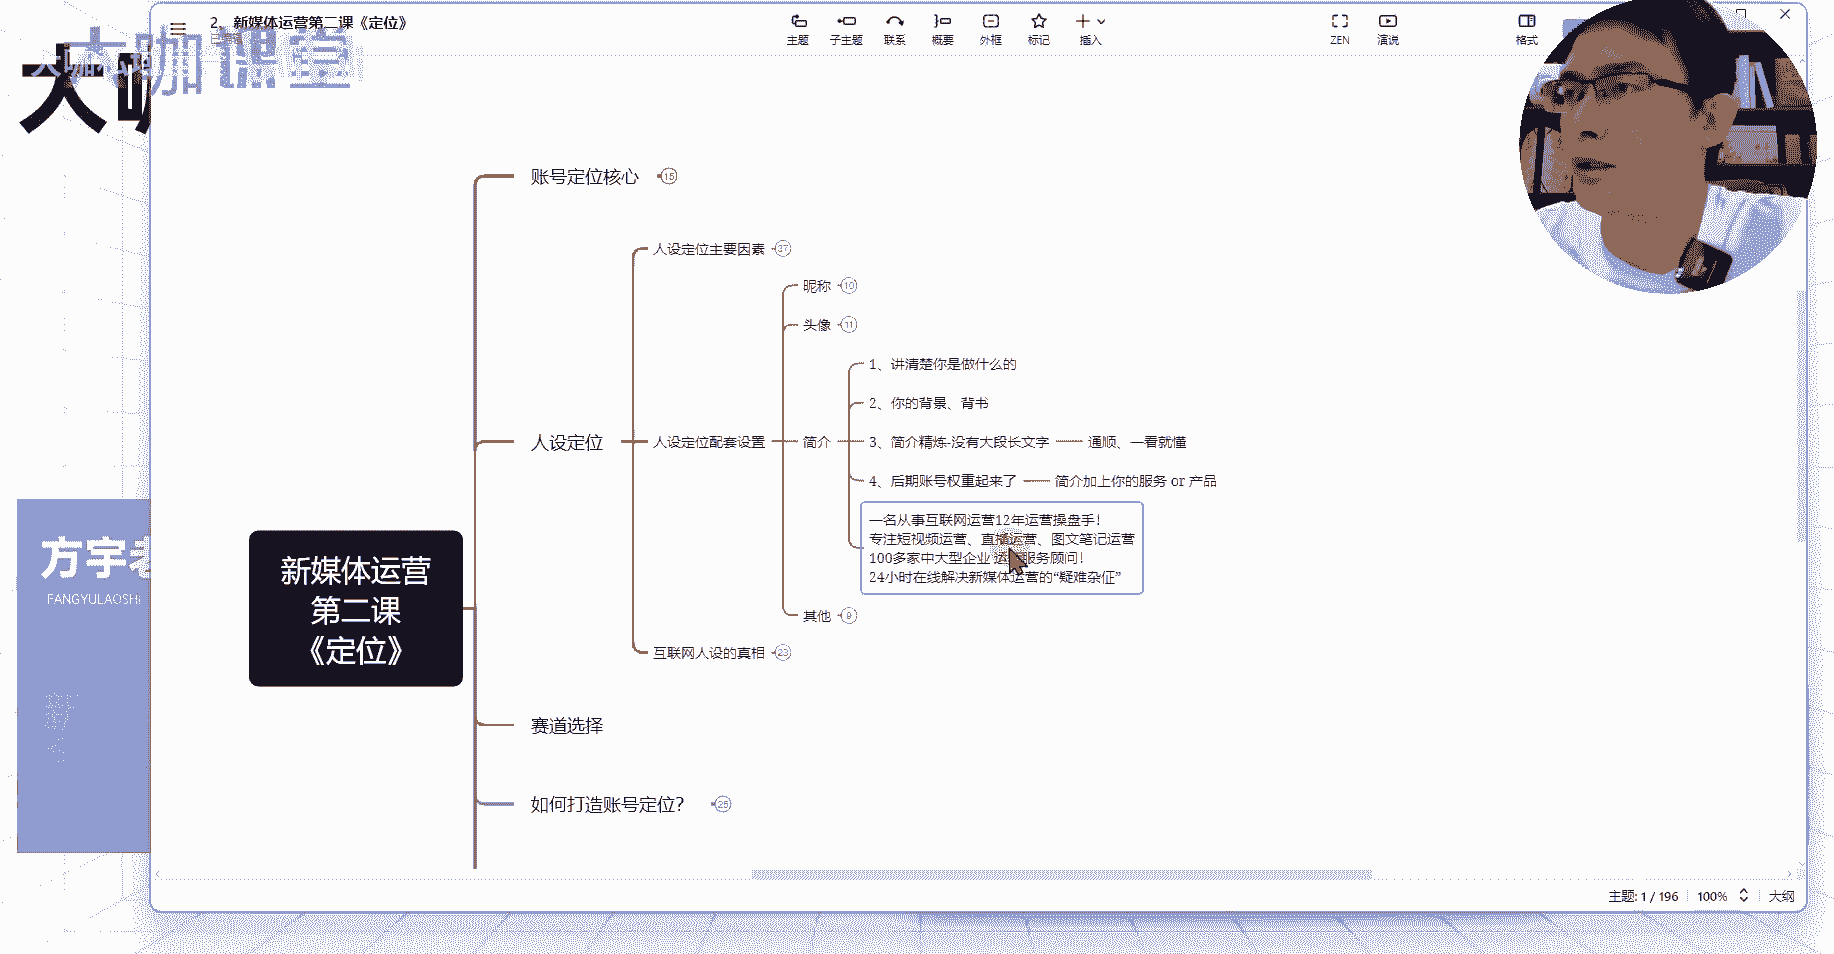 2、新媒体运营第二课《定位》
主题
子主题
联系
概要
外框
标记
插入
ZEN
演说
格式
大咖课堂
大咖
账号定位核心 15
人设定位主要因素 37
昵称 10
头像 11
1、讲清楚你是做什么的
2、你的背景、背书
人设定位
人设定位配套设置
简介
3、简介精炼-没有大段长文字
通顺、一看就懂
4、后期账号权重起来了
简介加上你的服务 or 产品
一名从事互联网运营12年运营操盘手!
专注短视频运营、直播运营、图文笔记运营
100多家中大型企业 运营服务顾问!
24小时在线解决新媒体运营的“疑难杂症”
其他 9
互联网人设的真相 23
新媒体运营
第二课
《定位》
赛道选择
如何打造账号定位? 25
方宇老
FANGYULAOSHI
主题: 1 / 196
100%
大纲